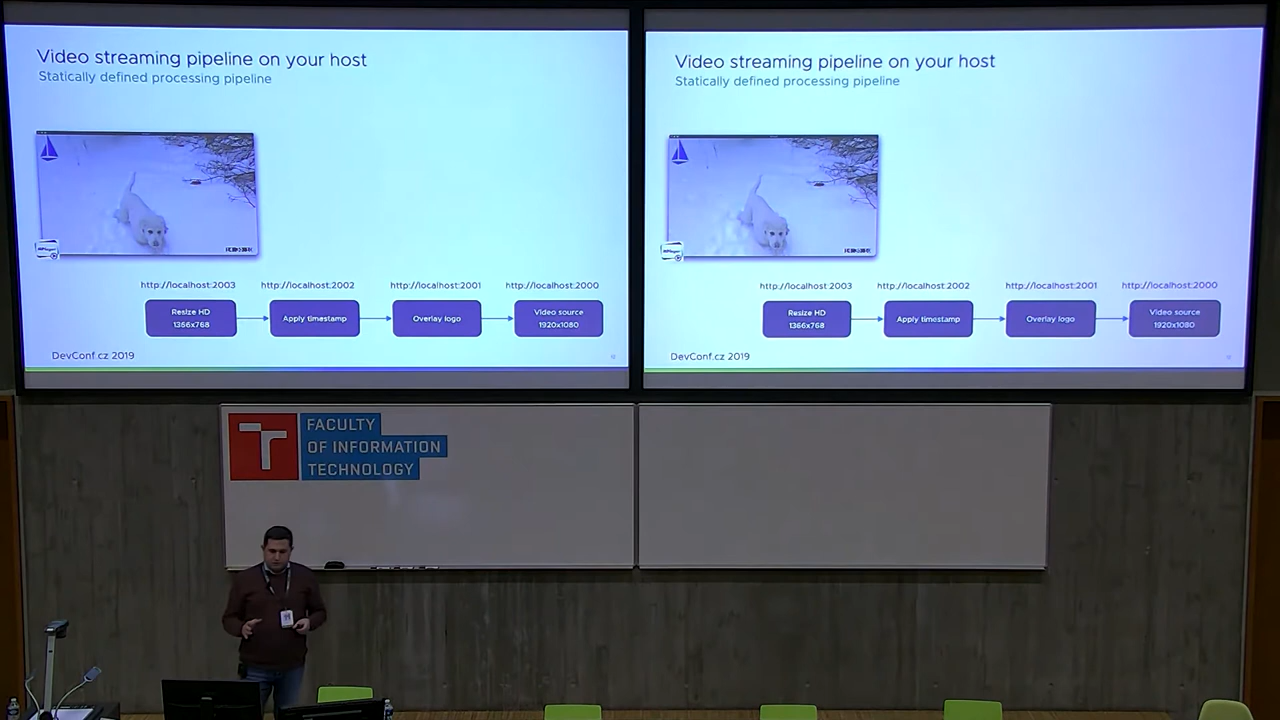 Video streaming pipeline on your host
Statically defined processing pipeline
MPlayer
http://localhost:2003
http://localhost:2002
http://localhost:2001
http://localhost:2000
Resize HD
1366x768
Apply timestamp
Overlay logo
Video source
1920x1080
DevConf.cz 2019
Video streaming pipeline on your host
Statically defined processing pipeline
MPlayer
http://localhost:2003
http://localhost:2002
http://localhost:2001
http://localhost:2000
Resize HD
1366x768
Apply timestamp
Overlay logo
Video source
1920x1080
DevConf.cz 2019
FACULTY
OF INFORMATION
TECHNOLOGY